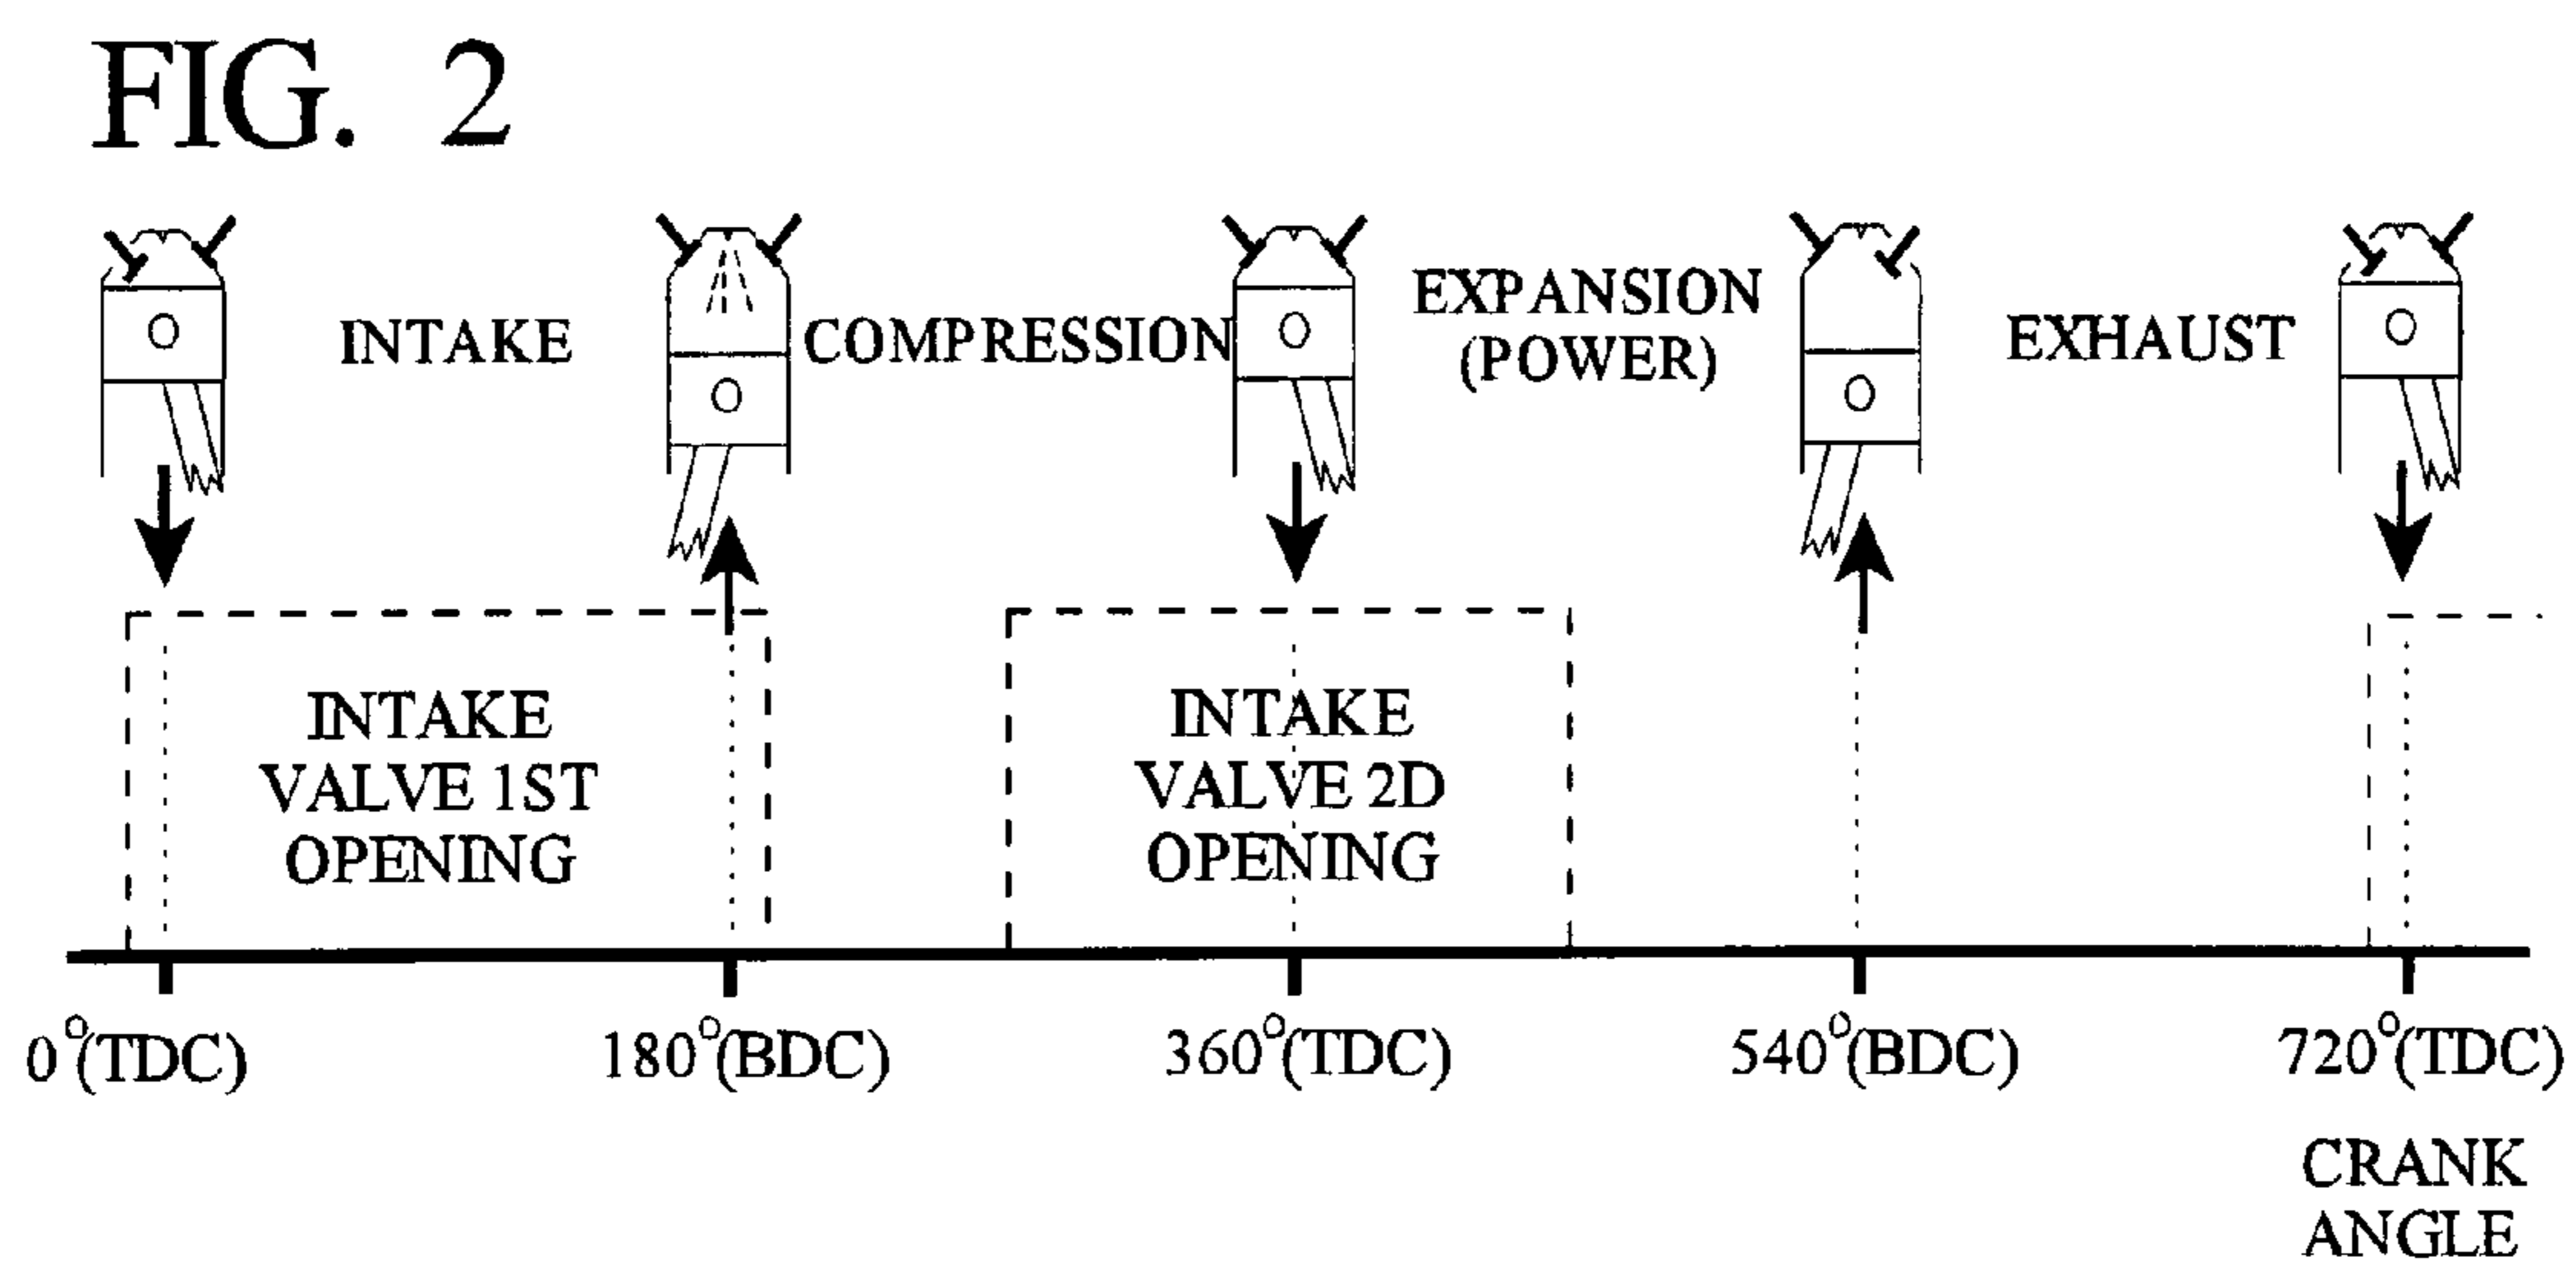 FIG. 2
INTAKE
COMPRESSION
EXPANSION
(POWER)
EXHAUST
INTAKE
VALVE 1ST
OPENING
INTAKE
VALVE 2D
OPENING
0°(TDC)
180°(BDC)
360°(TDC)
540°(BDC)
720°(TDC)
CRANK
ANGLE